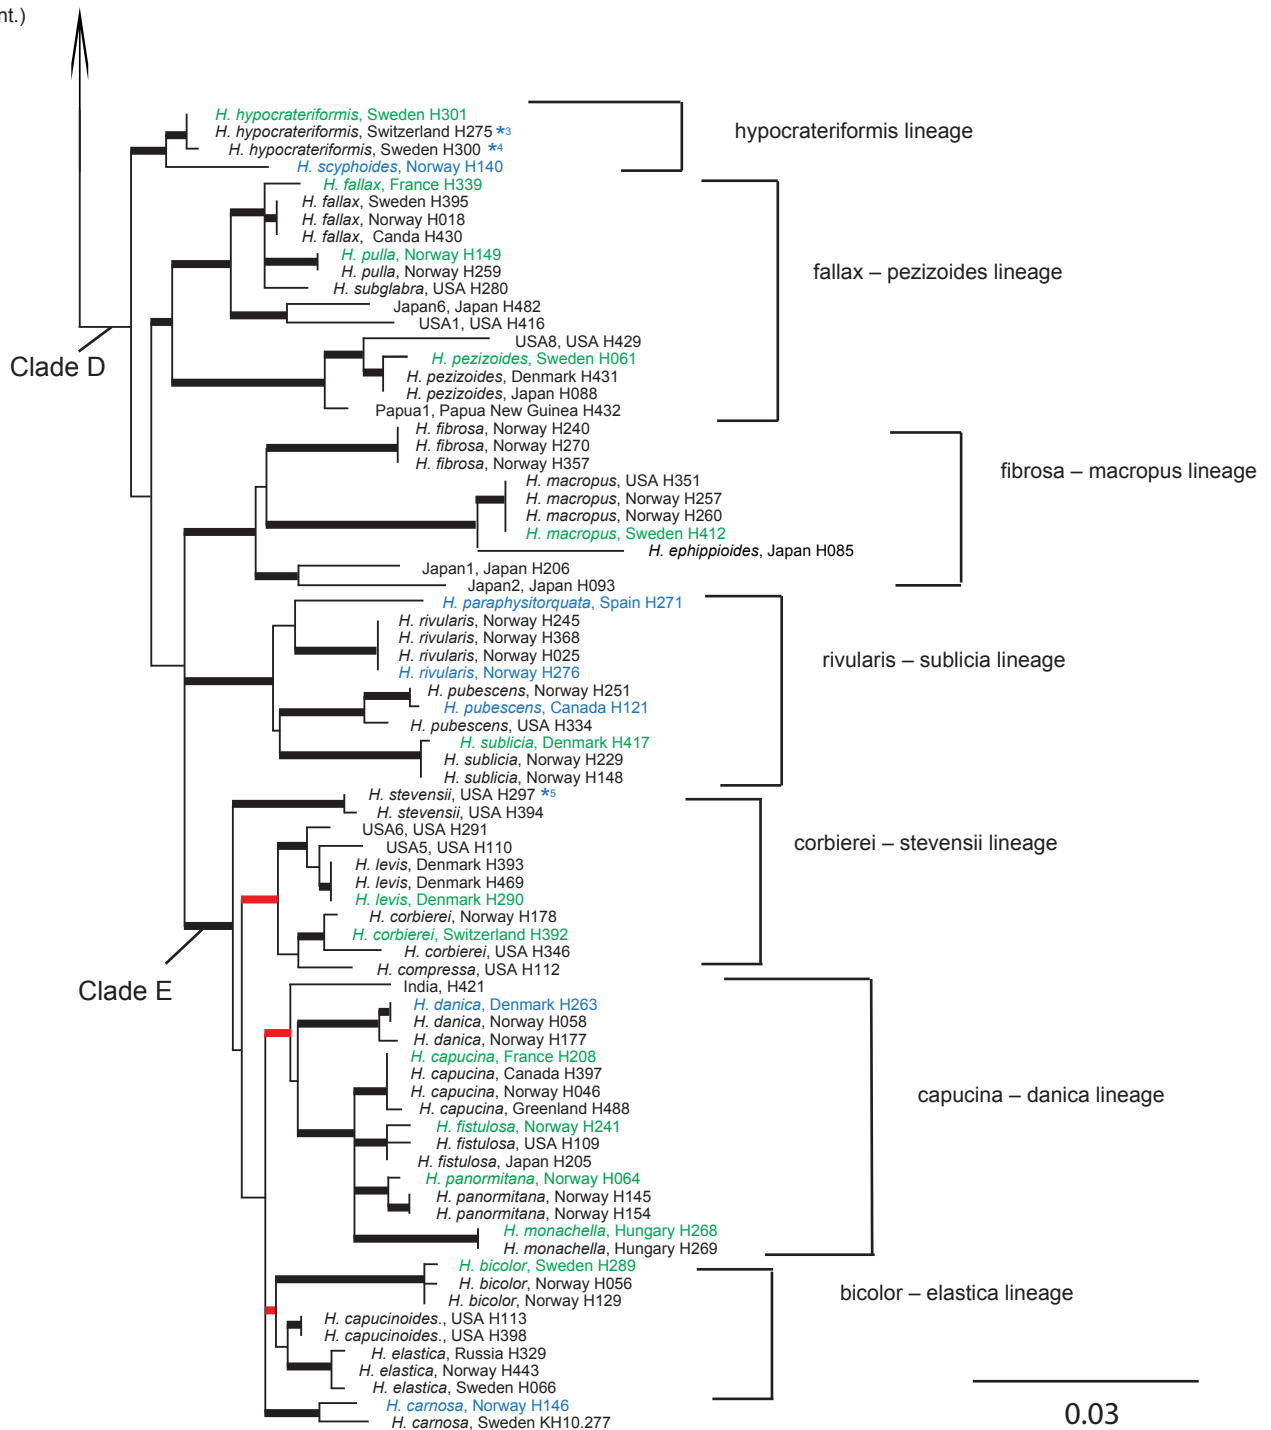 nt.)
H. hypocrateriformis, Sweden H301
H. hypocrateriformis, Switzerland H275 *3
H. hypocrateriformis, Sweden H300 *4
H. scyphoides, Norway H140
hypocrateriformis lineage
H. fallax, France H339
H. fallax, Sweden H395
H. fallax, Norway H018
H. fallax, Canda H430
H. pulla, Norway H149
H. pulla, Norway H259
H. subglabra, USA H280
Japan6, Japan H482
USA1, USA H416
USA8, USA H429
H. pezizoides, Sweden H061
H. pezizoides, Denmark H431
H. pezizoides, Japan H088
Papua1, Papua New Guinea H432
fallax – pezizoides lineage
Clade D
H. fibrosa, Norway H240
H. fibrosa, Norway H270
H. fibrosa, Norway H357
H. macropus, USA H351
H. macropus, Norway H257
H. macropus, Norway H260
H. macropus, Sweden H412
H. ephippioides, Japan H085
Japan1, Japan H206
Japan2, Japan H093
fibrosa – macropus lineage
H. paraphysitorquata, Spain H271
H. rivularis, Norway H245
H. rivularis, Norway H368
H. rivularis, Norway H025
H. rivularis, Norway H276
H. pubescens, Norway H251
H. pubescens, Canada H121
H. pubescens, USA H334
H. sublicia, Denmark H417
H. sublicia, Norway H229
H. sublicia, Norway H148
rivularis – sublicia lineage
H. stevensii, USA H297 *5
H. stevensii, USA H394
USA6, USA H291
USA5, USA H110
H. levis, Denmark H393
H. levis, Denmark H469
H. levis, Denmark H290
H. corbierei, Norway H178
H. corbierei, Switzerland H392
H. corbierei, USA H346
H. compressa, USA H112
corbierei – stevensii lineage
Clade E
India, H421
H. danica, Denmark H263
H. danica, Norway H058
H. danica, Norway H177
H. capucina, France H208
H. capucina, Canada H397
H. capucina, Norway H046
H. capucina, Greenland H488
H. fistulosa, Norway H241
H. fistulosa, USA H109
H. fistulosa, Japan H205
H. panormitana, Norway H064
H. panormitana, Norway H145
H. panormitana, Norway H154
H. monachella, Hungary H268
H. monachella, Hungary H269
capucina – danica lineage
H. bicolor, Sweden H289
H. bicolor, Norway H056
H. bicolor, Norway H129
H. capucinoides., USA H113
H. capucinoides., USA H398
H. elastica, Russia H329
H. elastica, Norway H443
H. elastica, Sweden H066
bicolor – elastica lineage
H. carnosa, Norway H146
H. carnosa, Sweden KH10.277
0.03